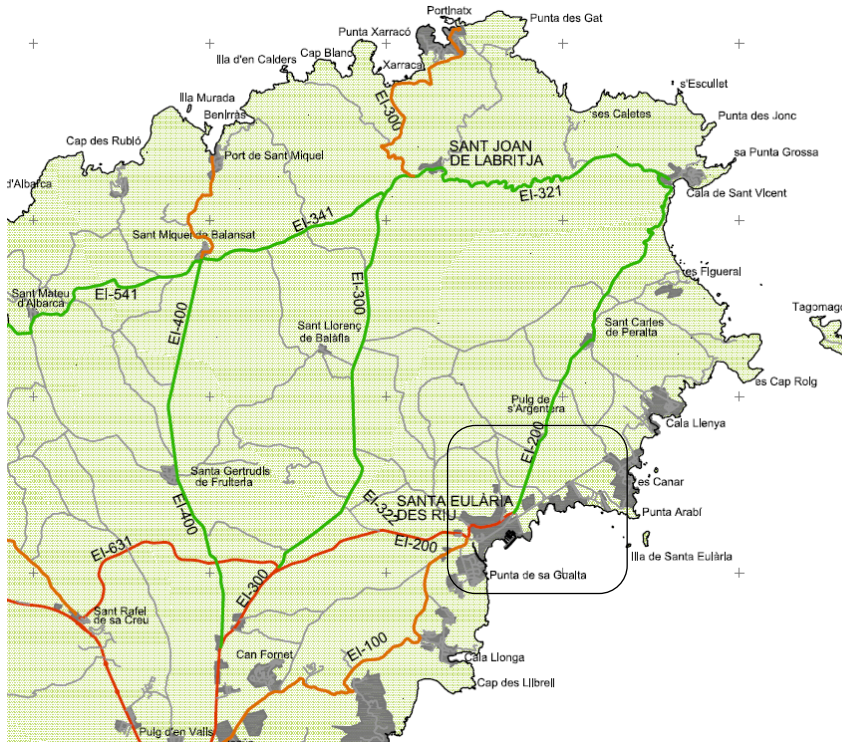 Portinatx
Punta Xarracó
Punta des Gat
Cap Blanc
Illa d'en Calders
Xarraca
s'Escullet
Illa Murada
Benirràs
EI-300
ses Caletes
Punta des Jonc
Cap des Rubió
Port de Sant Miquel
SANT JOAN
DE LABRITJA
sa Punta Grossa
d'Albarca
EI-321
Cala de Sant Vicent
EI-341
Sant Miquel de Balansat
EI-541
EI-300
es Figueral
Sant Mateu
d'Albarca
EI-400
Tagomago
Sant Llorenç
de Balàfia
Sant Carles
de Peralta
es Cap Roig
Puig de
s'Argentera
Cala Llenya
EI-200
Santa Gertrudis
de Fruiteria
es Canar
SANTA EULÀRIA
DES RIU
EI-322
Punta Arabí
EI-400
EI-200
EI-631
Illa de Santa Eulària
Punta de sa Gualta
EI-300
Sant Rafel
de sa Creu
EI-100
Can Fornet
Cala Llonga
Cap des Llibrell
Puig d'en Valls